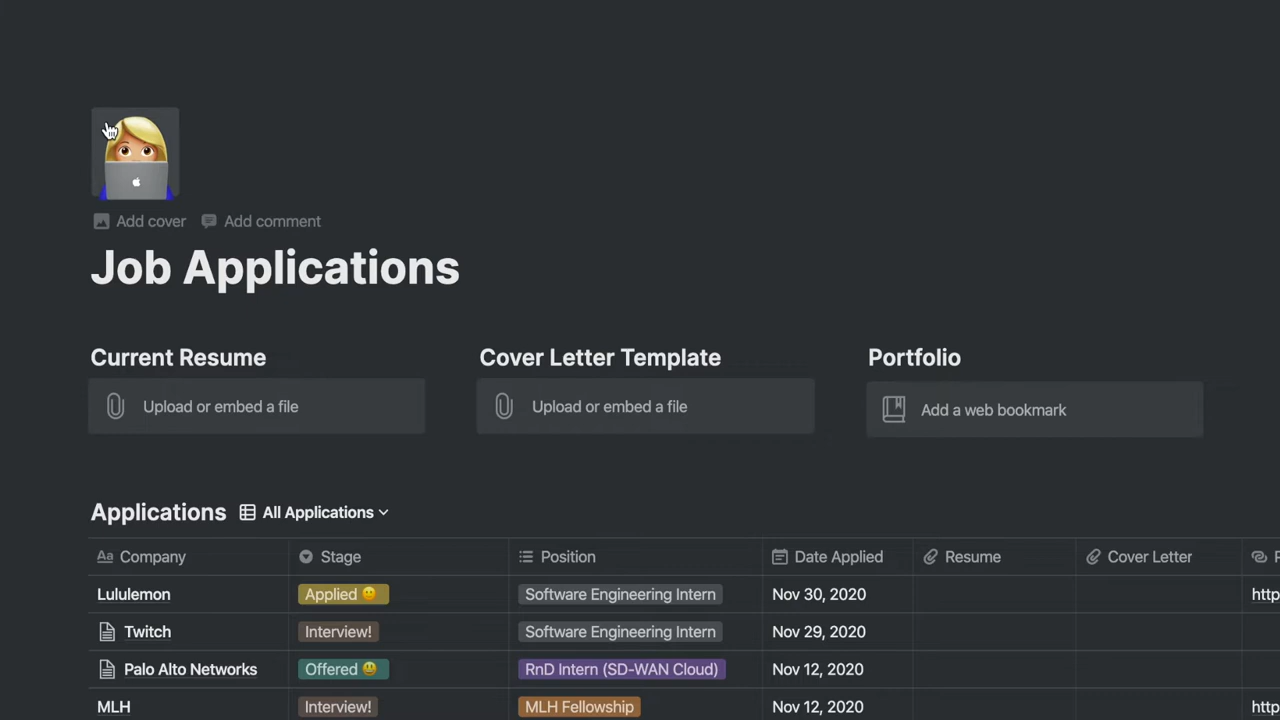 Add cover Add comment
Job Applications
Current Resume Cover Letter Template Portfolio
Upload or embed a file Upload or embed a file Add a web bookmark
Applications All Applications
Aa Company Stage Position Date Applied Resume Cover Letter
Lululemon Applied Software Engineering Intern Nov 30, 2020 http
Twitch Interview! Software Engineering Intern Nov 29, 2020
Palo Alto Networks Offered RnD Intern (SD-WAN Cloud) Nov 12, 2020
MLH Interview! MLH Fellowship Nov 12, 2020 http